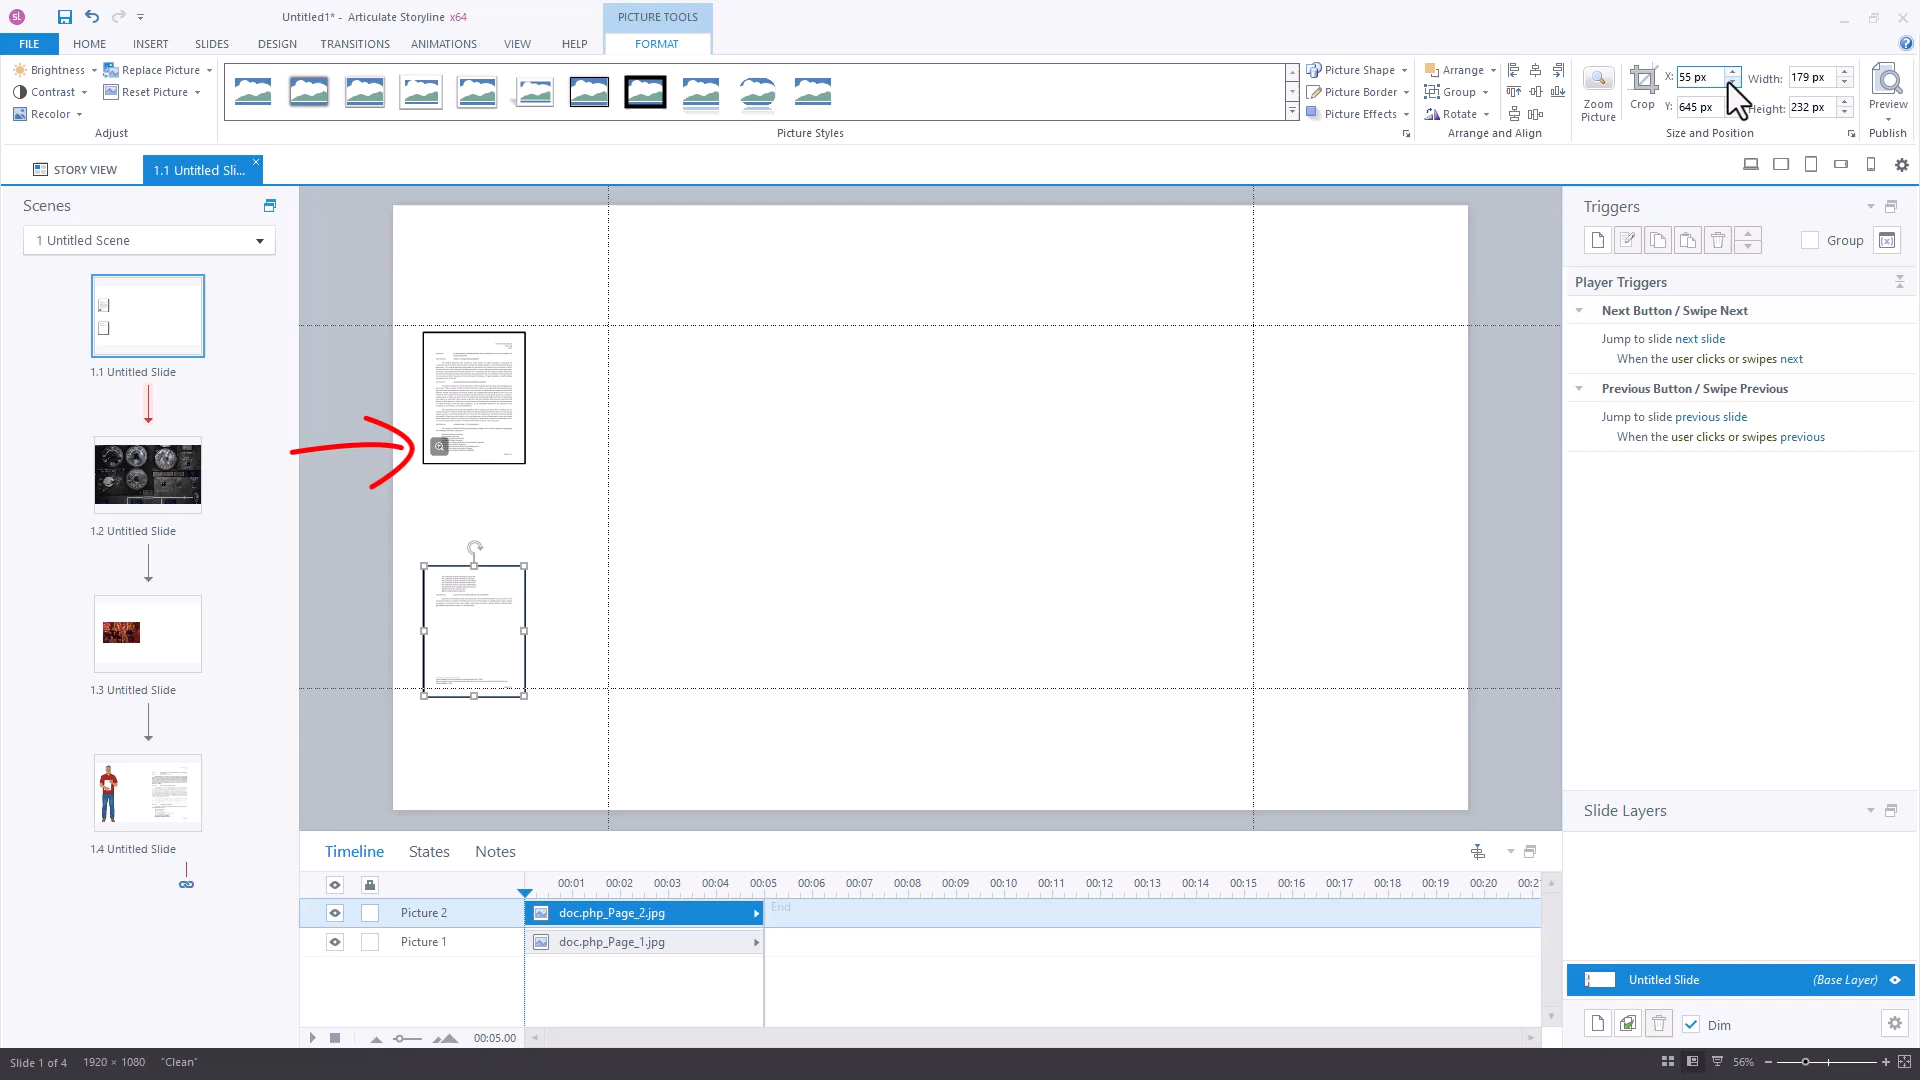 sl
Untitled1* - Articulate Storyline x64
PICTURE TOOLS
FILE
HOME
INSERT
SLIDES
DESIGN
TRANSITIONS
ANIMATIONS
VIEW
HELP
FORMAT
Brightness
Replace Picture
Contrast
Reset Picture
Recolor
Adjust
Picture Styles
Picture Shape
Picture Border
Picture Effects
Arrange
Group
Rotate
Arrange and Align
Zoom Picture
Crop
X: 55 px
Width: 179 px
Y: 645 px
Height: 232 px
Size and Position
Preview
Publish
STORY VIEW
1.1 Untitled Sli...
Scenes
1 Untitled Scene
1.1 Untitled Slide
1.2 Untitled Slide
1.3 Untitled Slide
1.4 Untitled Slide
Triggers
Group
Player Triggers
Next Button / Swipe Next
Jump to slide next slide
When the user clicks or swipes next
Previous Button / Swipe Previous
Jump to slide previous slide
When the user clicks or swipes previous
Slide Layers
Untitled Slide
(Base Layer)
Dim
Timeline
States
Notes
00:01 00:02 00:03 00:04 00:05 00:06 00:07 00:08 00:09 00:10 00:11 00:12 00:13 00:14 00:15 00:16 00:17 00:18 00:19 00:20 00:21
Picture 2
doc.php_Page_2.jpg
End
Picture 1
doc.php_Page_1.jpg
00:05.00
Slide 1 of 4
1920 × 1080
"Clean"
56%